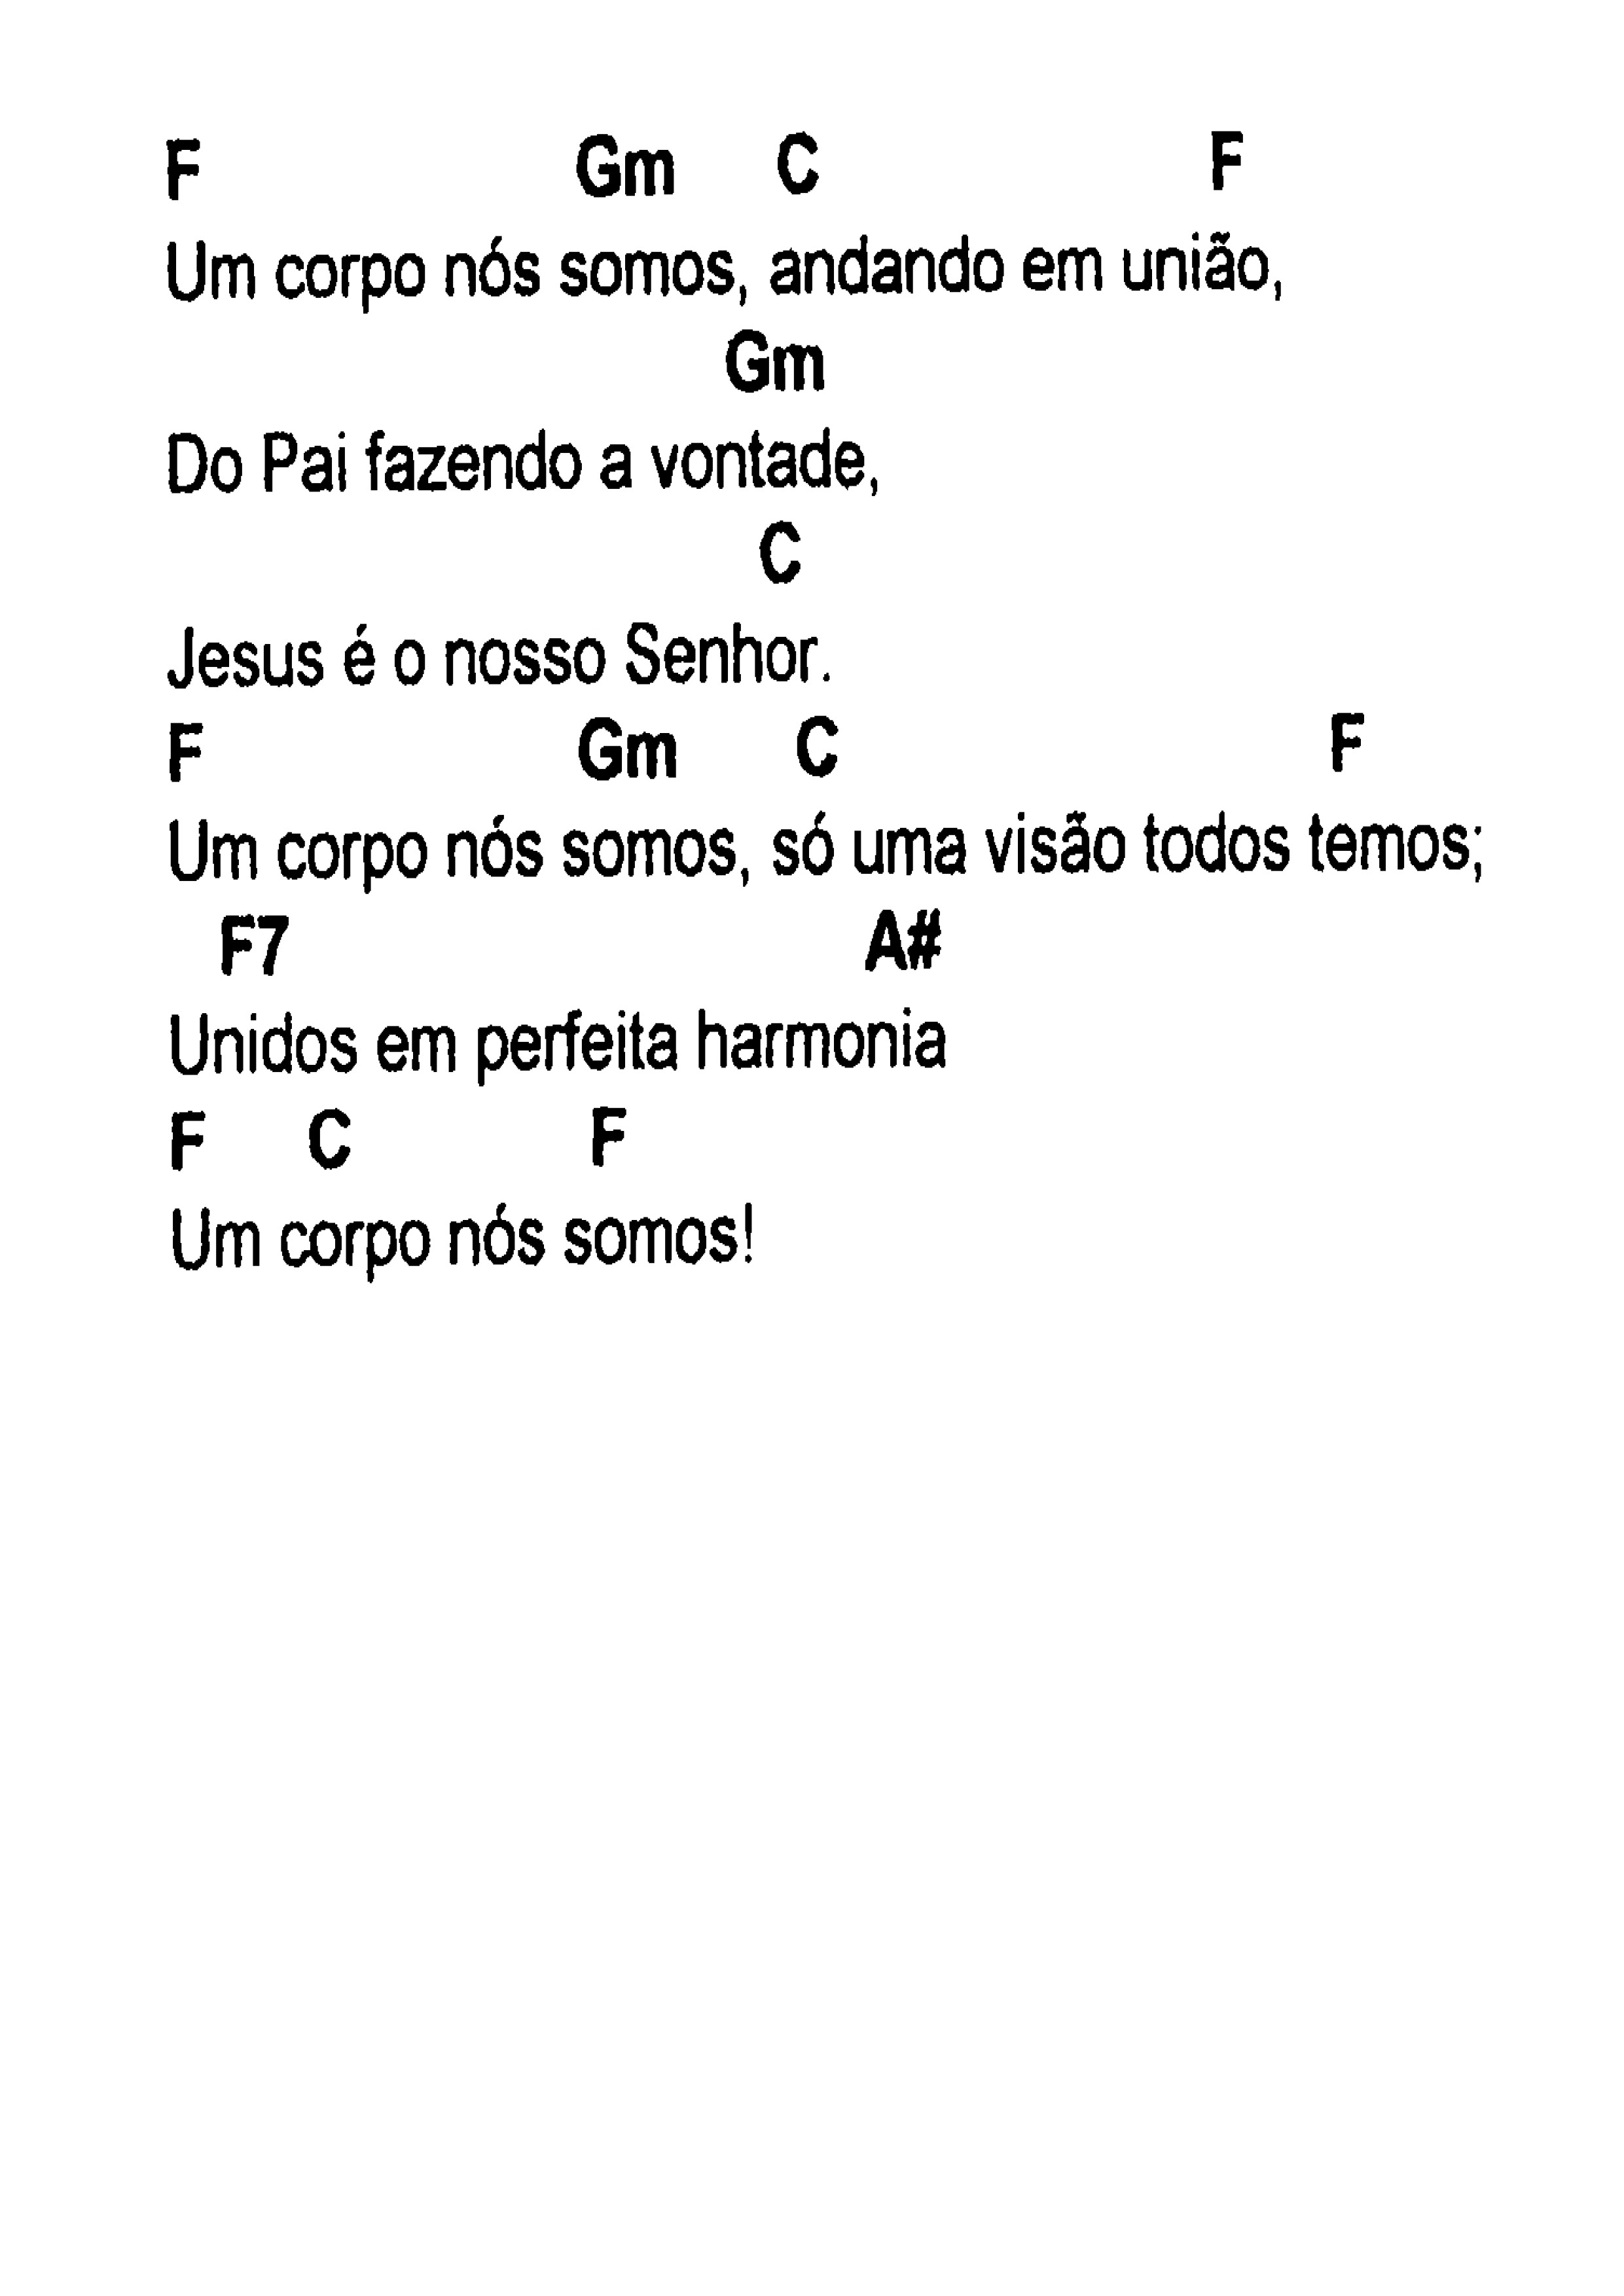 F Gm C F
Um corpo nós somos, andando em união,
Gm
Do Pai fazendo a vontade,
C
Jesus é o nosso Senhor.
F Gm C F
Um corpo nós somos, só uma visão todos temos;
F7 A#
Unidos em perfeita harmonia
F C F
Um corpo nós somos!